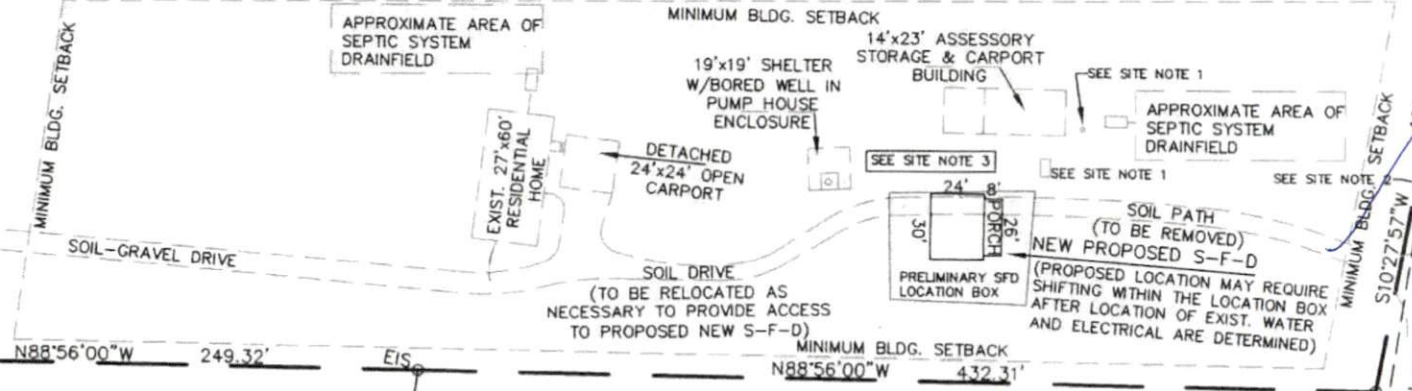 MINIMUM BLDG. SETBACK
APPROXIMATE AREA OF
SEPTIC SYSTEM
DRAINFIELD
MINIMUM BLDG. SETBACK
14'x23' ASSESSORY
STORAGE & CARPORT
BUILDING
19'x19' SHELTER
W/BORED WELL IN
PUMP HOUSE
ENCLOSURE
SEE SITE NOTE 1
APPROXIMATE AREA OF
SEPTIC SYSTEM
DRAINFIELD
EXIST. 27'x60'
RESIDENTIAL
HOME
DETACHED
24'x24' OPEN
CARPORT
SEE SITE NOTE 3
SEE SITE NOTE 1
SEE SITE NOTE 2
MINIMUM BLDG. SETBACK
S10°27'57"W
24'
8'
30'
PORCH
26'
SOIL PATH
(TO BE REMOVED)
NEW PROPOSED S-F-D
(PROPOSED LOCATION MAY REQUIRE
SHIFTING WITHIN THE LOCATION BOX
AFTER LOCATION OF EXIST. WATER
AND ELECTRICAL ARE DETERMINED)
PRELIMINARY SFD
LOCATION BOX
SOIL-GRAVEL DRIVE
SOIL DRIVE
(TO BE RELOCATED AS
NECESSARY TO PROVIDE ACCESS
TO PROPOSED NEW S-F-D)
MINIMUM BLDG. SETBACK
N88°56'00"W 249.32'
EIS
N88°56'00"W 432.31'